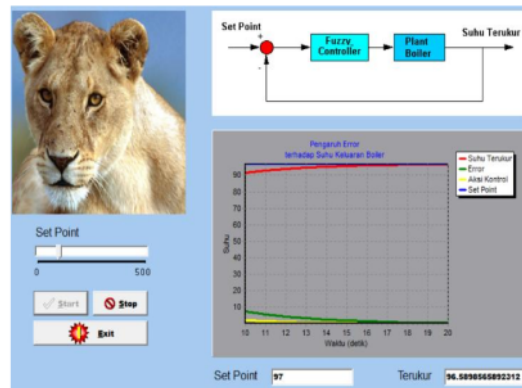 Set Point
Suhu Terukur
+
-
Fuzzy
Controller
Plant
Boiler
Pengaruh Error
terhadap Suhu Keluaran Boiler
Suhu Terukur
Error
Aksi Kontrol
Set Point
Suhu
90
80
70
60
50
40
30
20
10
10 11 12 13 14 15 16 17 18 19 20
Waktu (detik)
Set Point
0 500
Start
Stop
Exit
Set Point 97
Terukur 96.5898565892312